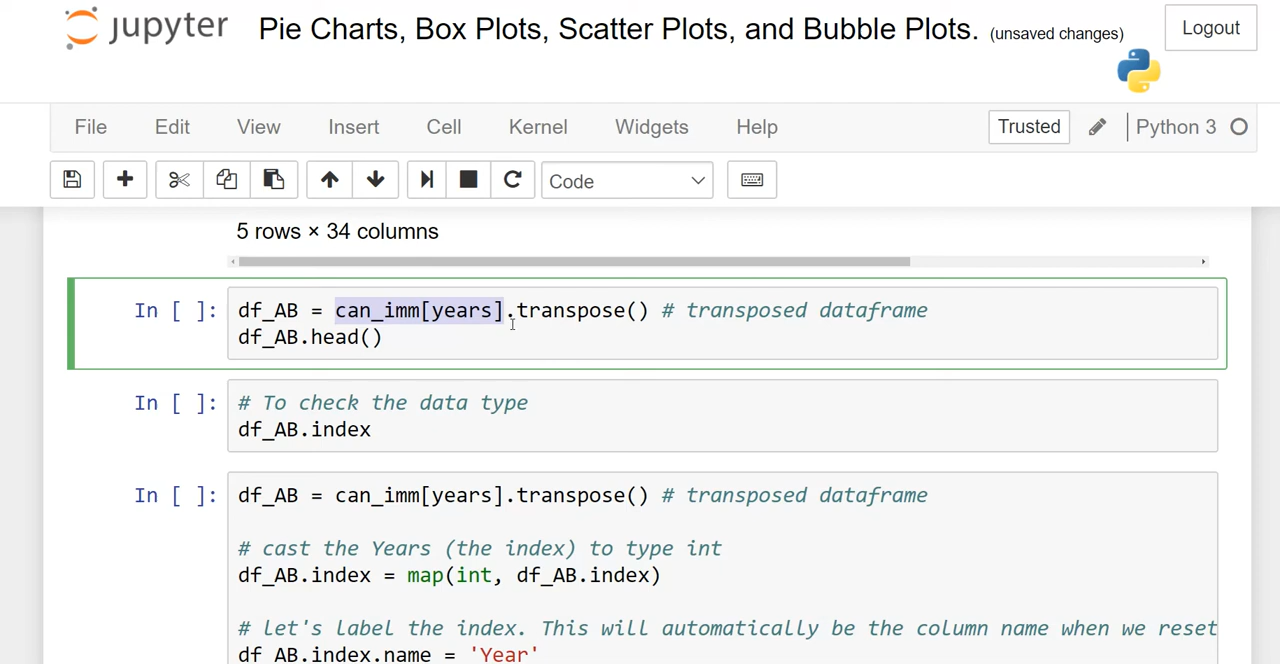 jupyter Pie Charts, Box Plots, Scatter Plots, and Bubble Plots. (unsaved changes) Logout
File Edit View Insert Cell Kernel Widgets Help Trusted Python 3
Code
5 rows × 34 columns
In [ ]: df_AB = can_imm[years].transpose() # transposed dataframe
df_AB.head()
In [ ]: # To check the data type
df_AB.index
In [ ]: df_AB = can_imm[years].transpose() # transposed dataframe
# cast the Years (the index) to type int
df_AB.index = map(int, df_AB.index)
# let's label the index. This will automatically be the column name when we reset
df_AB.index.name = 'Year'